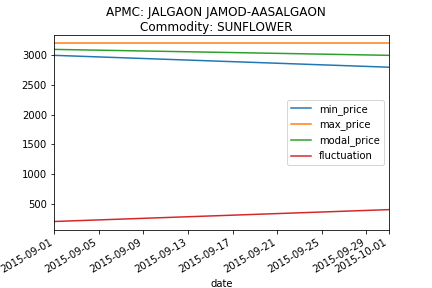 APMC: JALGAON JAMOD-AASALGAON
Commodity: SUNFLOWER
3000
2500
2000
1500
1000
500
min_price
max_price
modal_price
fluctuation
2015-09-01
2015-09-05
2015-09-09
2015-09-13
2015-09-17
2015-09-21
2015-09-25
2015-09-29
2015-10-01
date